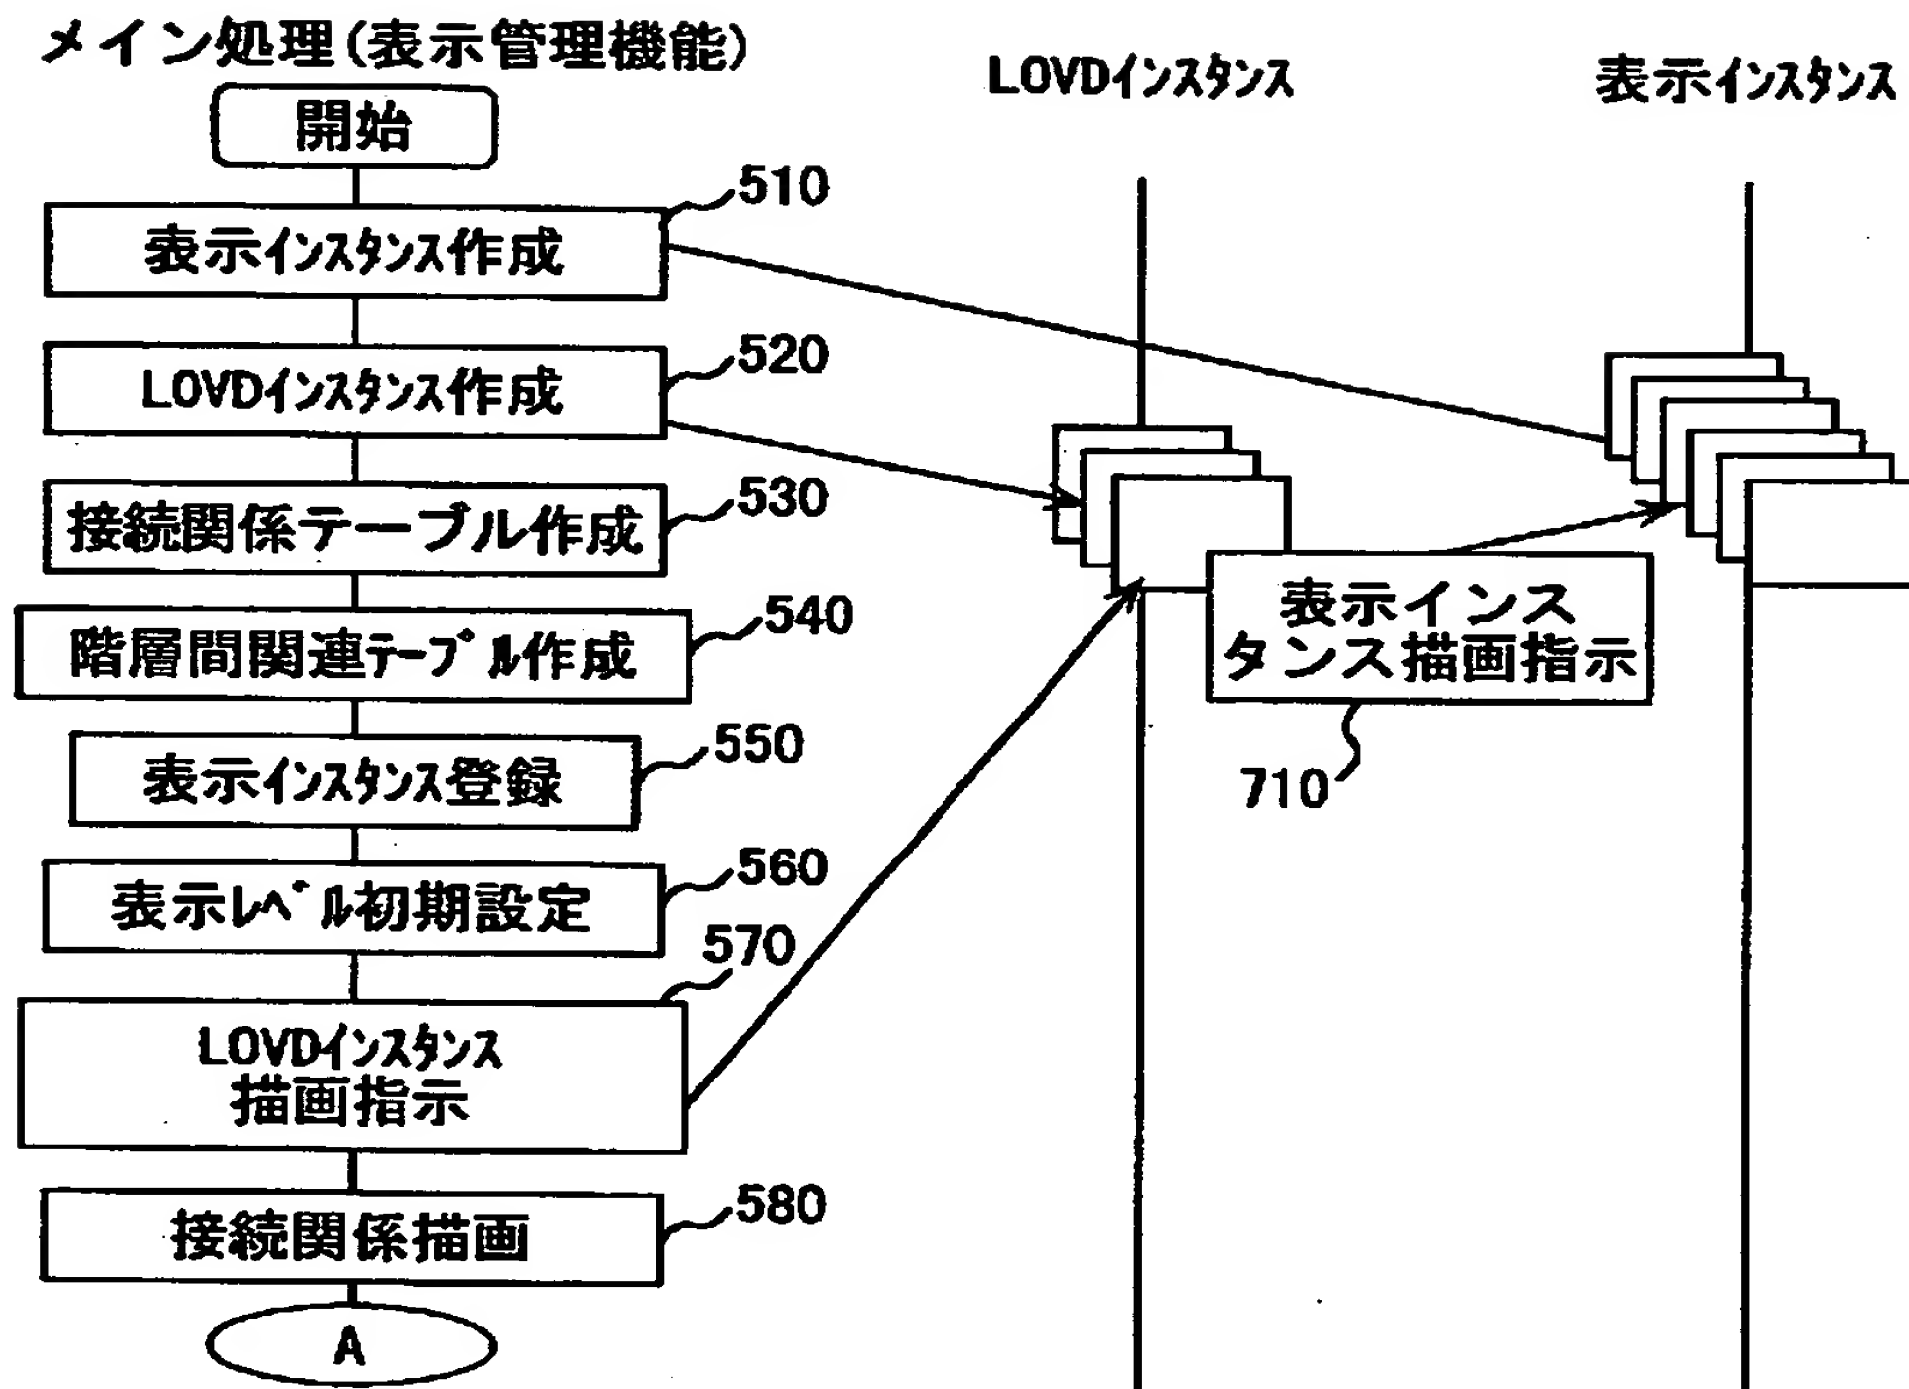 メイン処理(表示管理機能)
LOVDインスタンス
表示インスタンス
開始
510
表示インスタンス作成
520
LOVDインスタンス作成
530
接続関係テーブル作成
540
階層間関連テーブル作成
550
表示インスタンス登録
560
表示レベル初期設定
570
LOVDインスタンス
描画指示
580
接続関係描画
A
表示インス
タンス描画指示
710